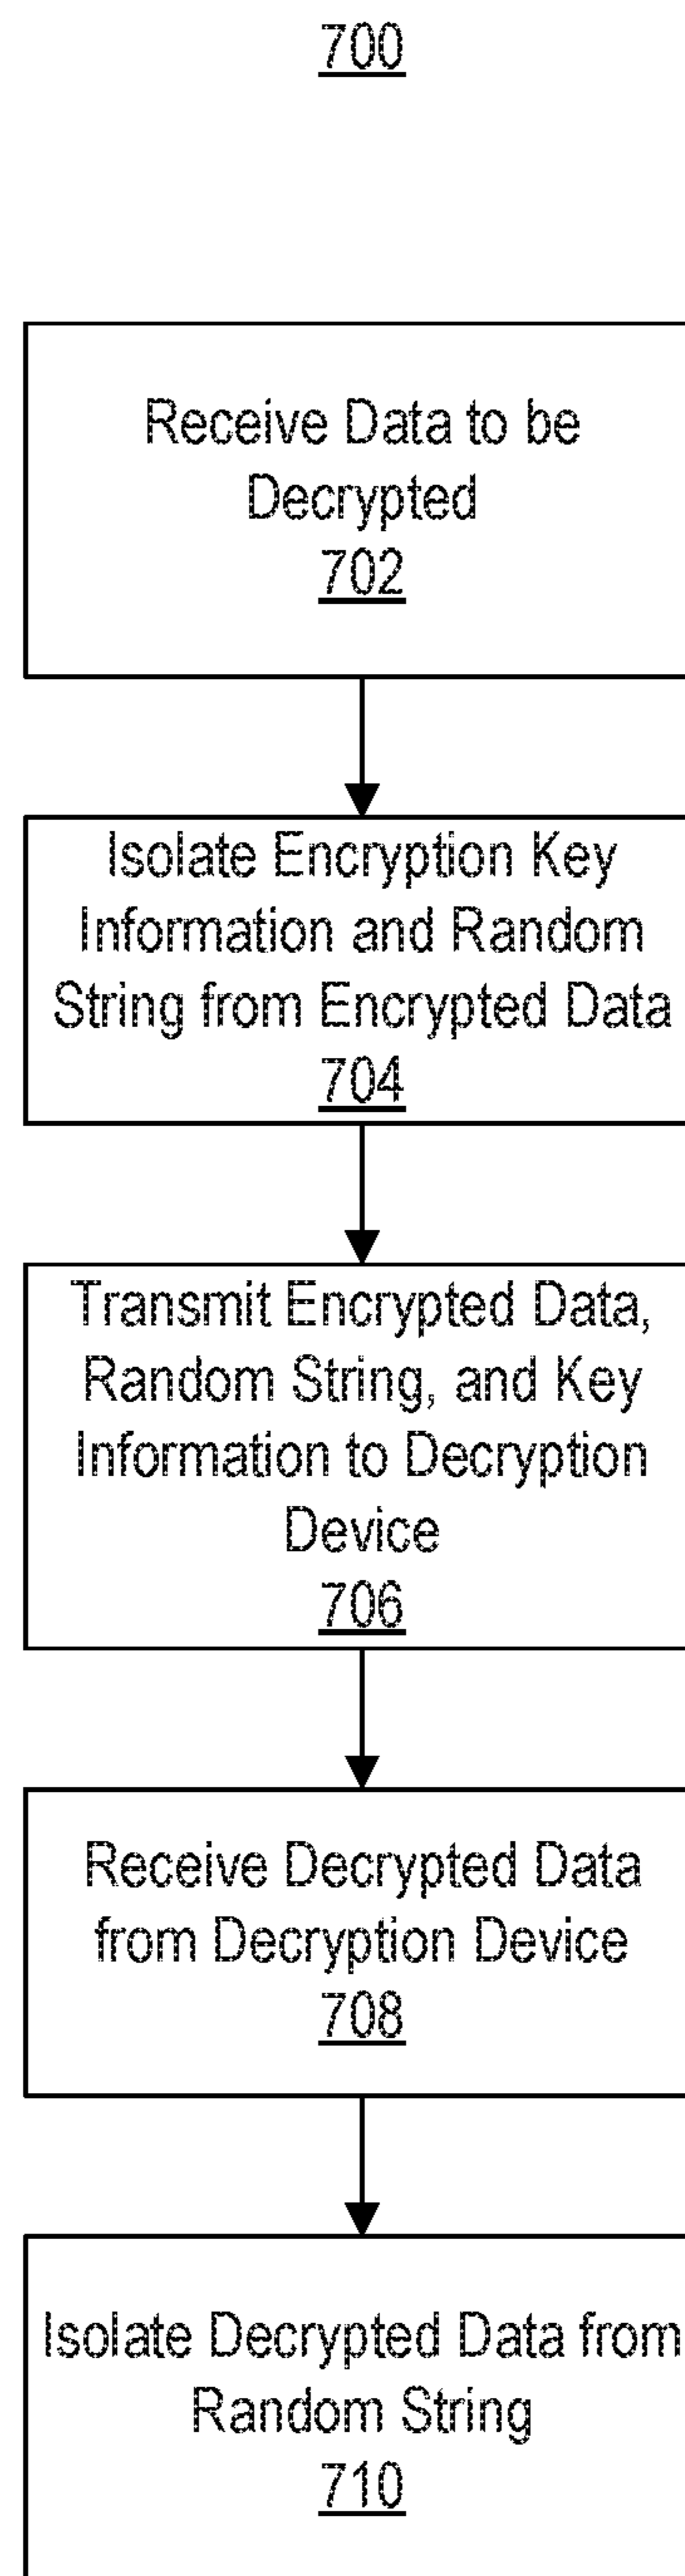 700
Receive Data to be
Decrypted
702
Isolate Encryption Key
Information and Random
String from Encrypted Data
704
Transmit Encrypted Data,
Random String, and Key
Information to Decryption
Device
706
Receive Decrypted Data
from Decryption Device
708
Isolate Decrypted Data from
Random String
710